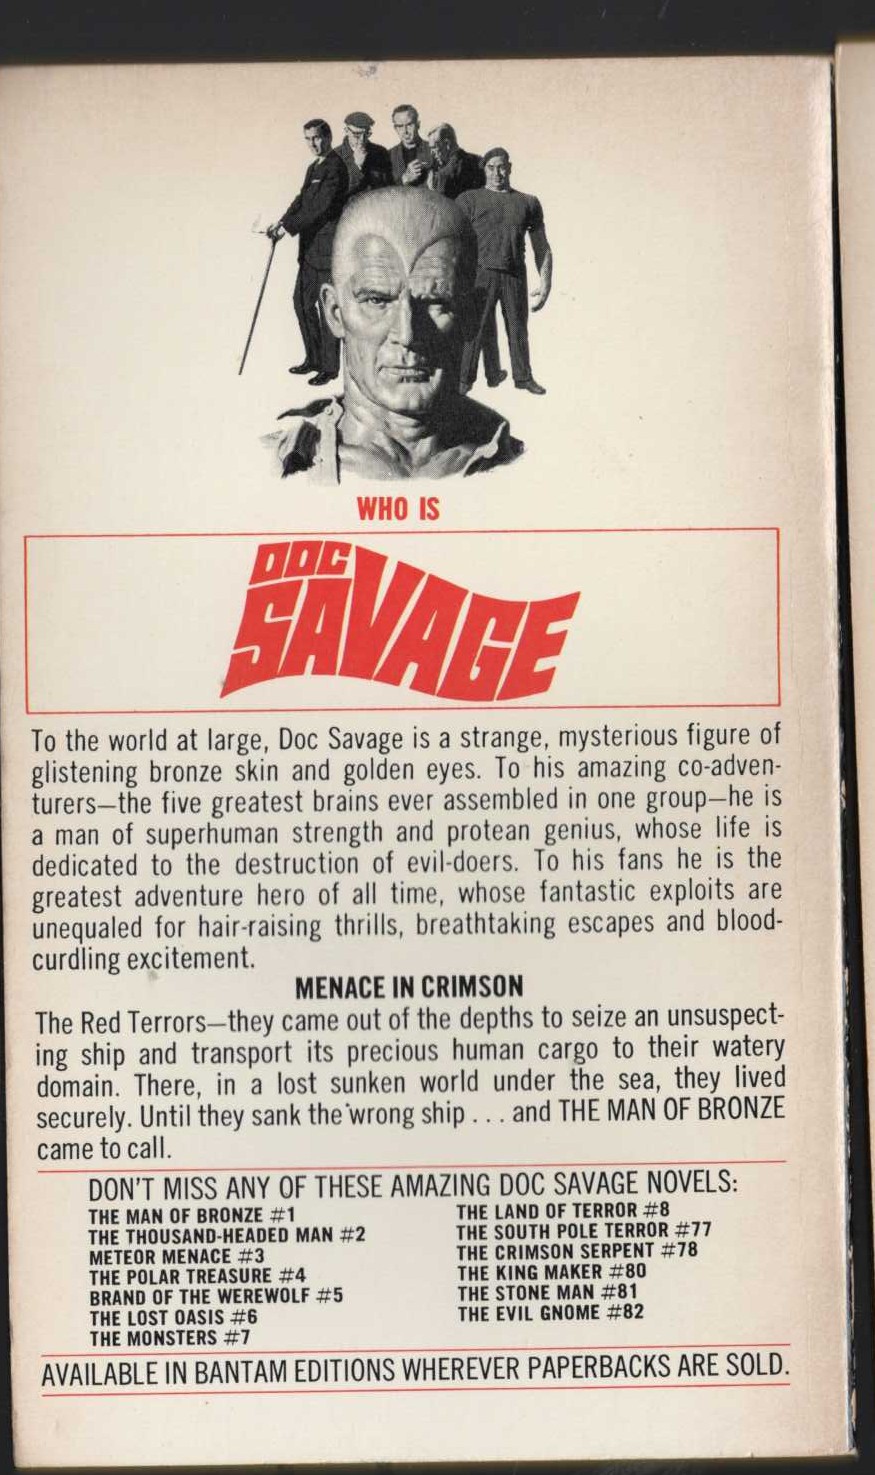 WHO IS
DOC
SAVAGE
To the world at large, Doc Savage is a strange, mysterious figure of
glistening bronze skin and golden eyes. To his amazing co-adven-
turers—the five greatest brains ever assembled in one group—he is
a man of superhuman strength and protean genius, whose life is
dedicated to the destruction of evil-doers. To his fans he is the
greatest adventure hero of all time, whose fantastic exploits are
unequaled for hair-raising thrills, breathtaking escapes and blood-
curdling excitement.
MENACE IN CRIMSON
The Red Terrors—they came out of the depths to seize an unsuspect-
ing ship and transport its precious human cargo to their watery
domain. There, in a lost sunken world under the sea, they lived
securely. Until they sank the wrong ship . . . and THE MAN OF BRONZE
came to call.
DON'T MISS ANY OF THESE AMAZING DOC SAVAGE NOVELS:
THE MAN OF BRONZE #1
THE THOUSAND-HEADED MAN #2
METEOR MENACE #3
THE POLAR TREASURE #4
BRAND OF THE WEREWOLF #5
THE LOST OASIS #6
THE MONSTERS #7
THE LAND OF TERROR #8
THE SOUTH POLE TERROR #77
THE CRIMSON SERPENT #78
THE KING MAKER #80
THE STONE MAN #81
THE EVIL GNOME #82
AVAILABLE IN BANTAM EDITIONS WHEREVER PAPERBACKS ARE SOLD.